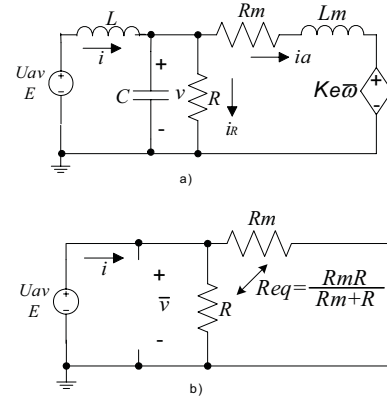 L
Rm
Lm
i
ia
Uav
E
+
C
v
-
R
iR
+
Keϖ
-
a)
Rm
i
Uav
E
+
v̄
-
R
Req= RmR
Rm+R
b)